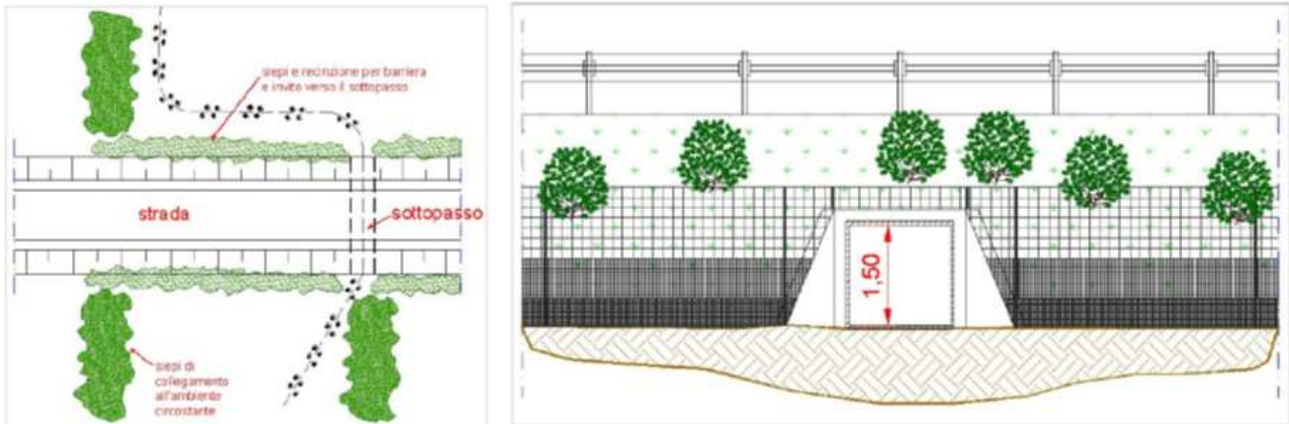 siepi e recinzione per barriera
e invito verso il sottopasso
strada
sottopasso
siepi di
collegamento
all'ambiente
circostante
1,50